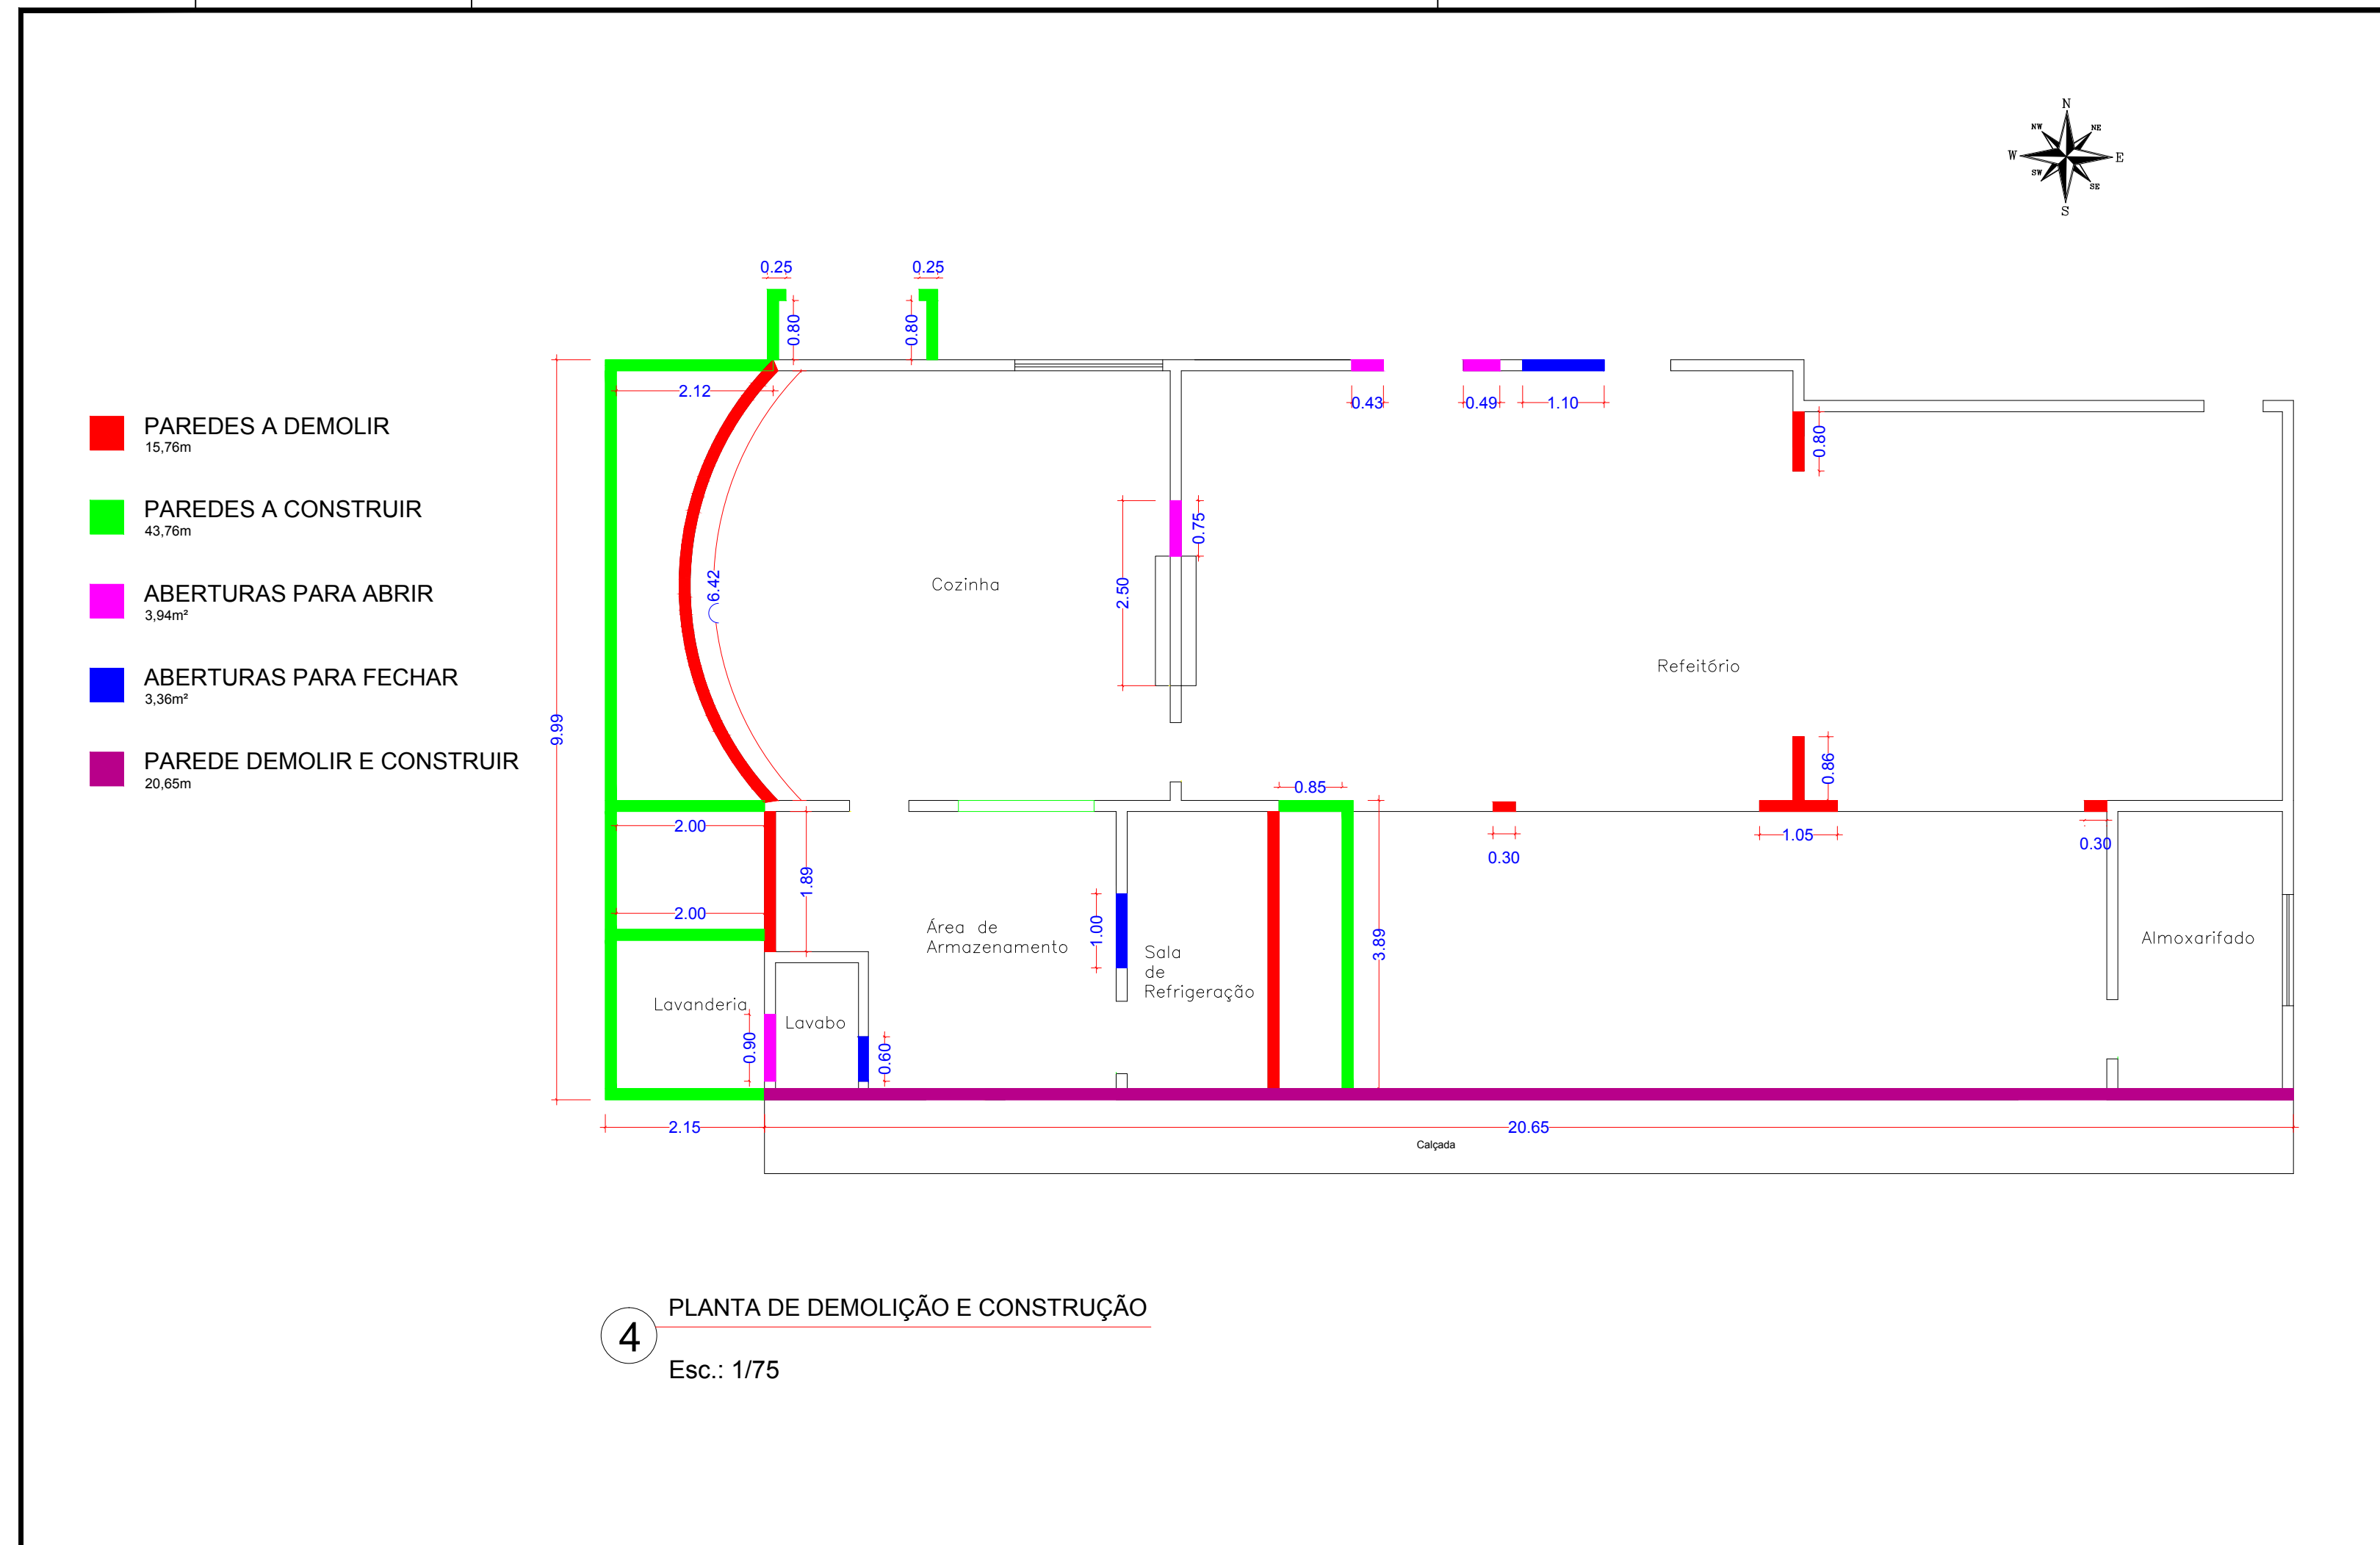 N
NW
NE
W
E
SW
SE
S
0.25
0.25
0.80
0.80
2.12
0.43
0.49
1.10
0.80
PAREDES A DEMOLIR
15,76m
PAREDES A CONSTRUIR
43,76m
ABERTURAS PARA ABRIR
3,94m²
ABERTURAS PARA FECHAR
3,36m²
PAREDE DEMOLIR E CONSTRUIR
20,65m
0.75
6.42
Cozinha
2.50
Refeitório
9.99
0.86
0.85
2.00
1.05
0.30
0.30
1.89
2.00
1.00
3.89
Área de
Armazenamento
Sala
de
Refrigeração
Almoxarifado
Lavanderia
Lavabo
0.90
0.60
2.15
20.65
Calçada
4
PLANTA DE DEMOLIÇÃO E CONSTRUÇÃO
Esc.: 1/75